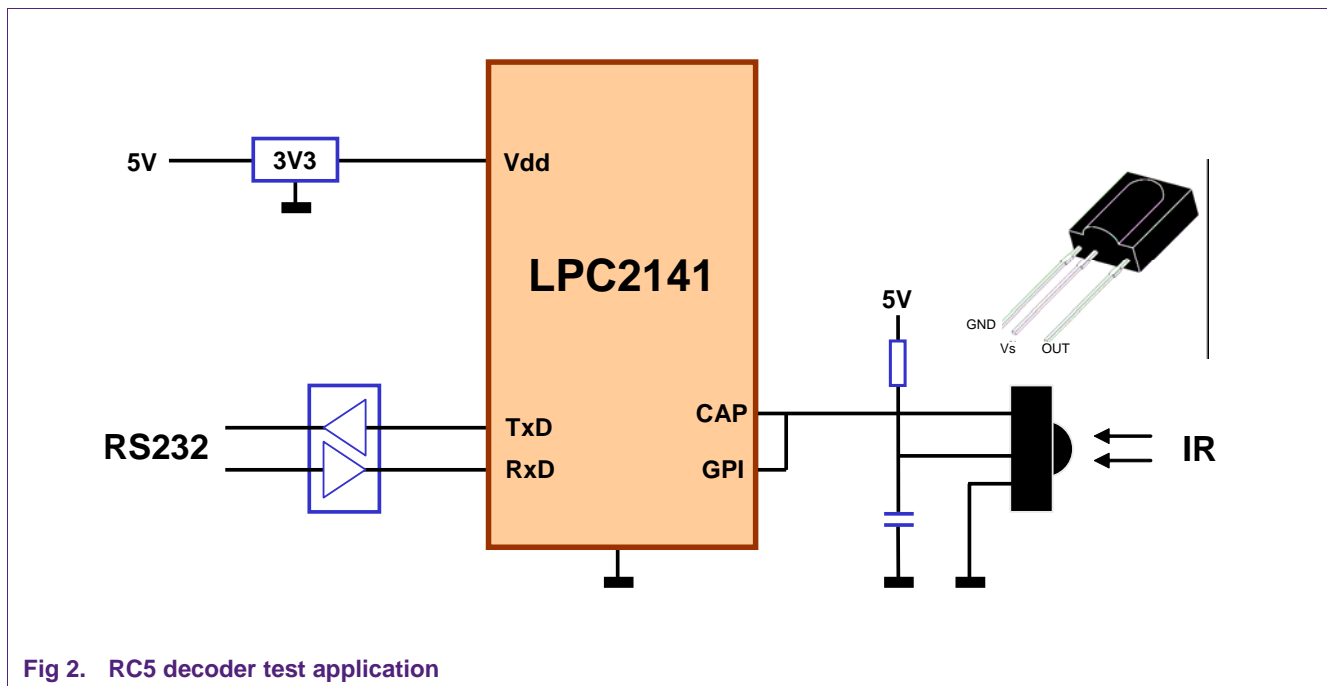 5V
3V3
Vdd
LPC2141
GND
Vs
OUT
5V
CAP
TxD
RS232
RxD
GPI
IR
Fig 2. RC5 decoder test application